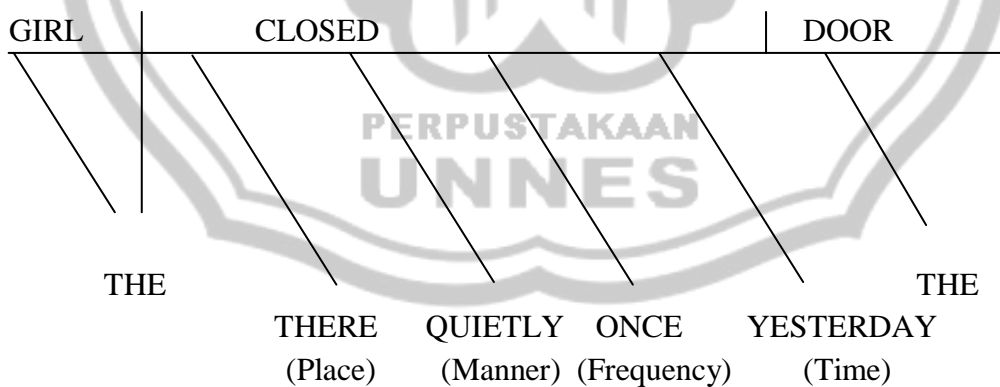 GIRL CLOSED DOOR
PERPUSTAKAAN
UNNES
THE THE
THERE QUIETLY ONCE YESTERDAY
(Place) (Manner) (Frequency) (Time)